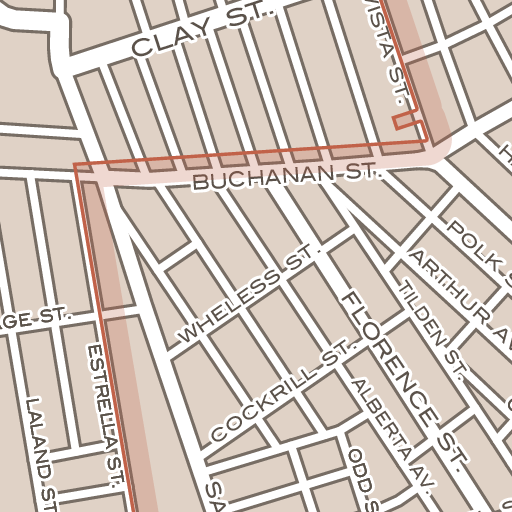 CLAY ST.
VISTA ST.
BUCHANAN ST.
POLK S
ARTHUR AV
WHELESS ST.
TILDEN ST.
FLORENCE ST.
AGE ST.
ESTRELLA ST.
COCKRILL ST.
ALBERTA AV.
LALAND ST
ODD S
SA